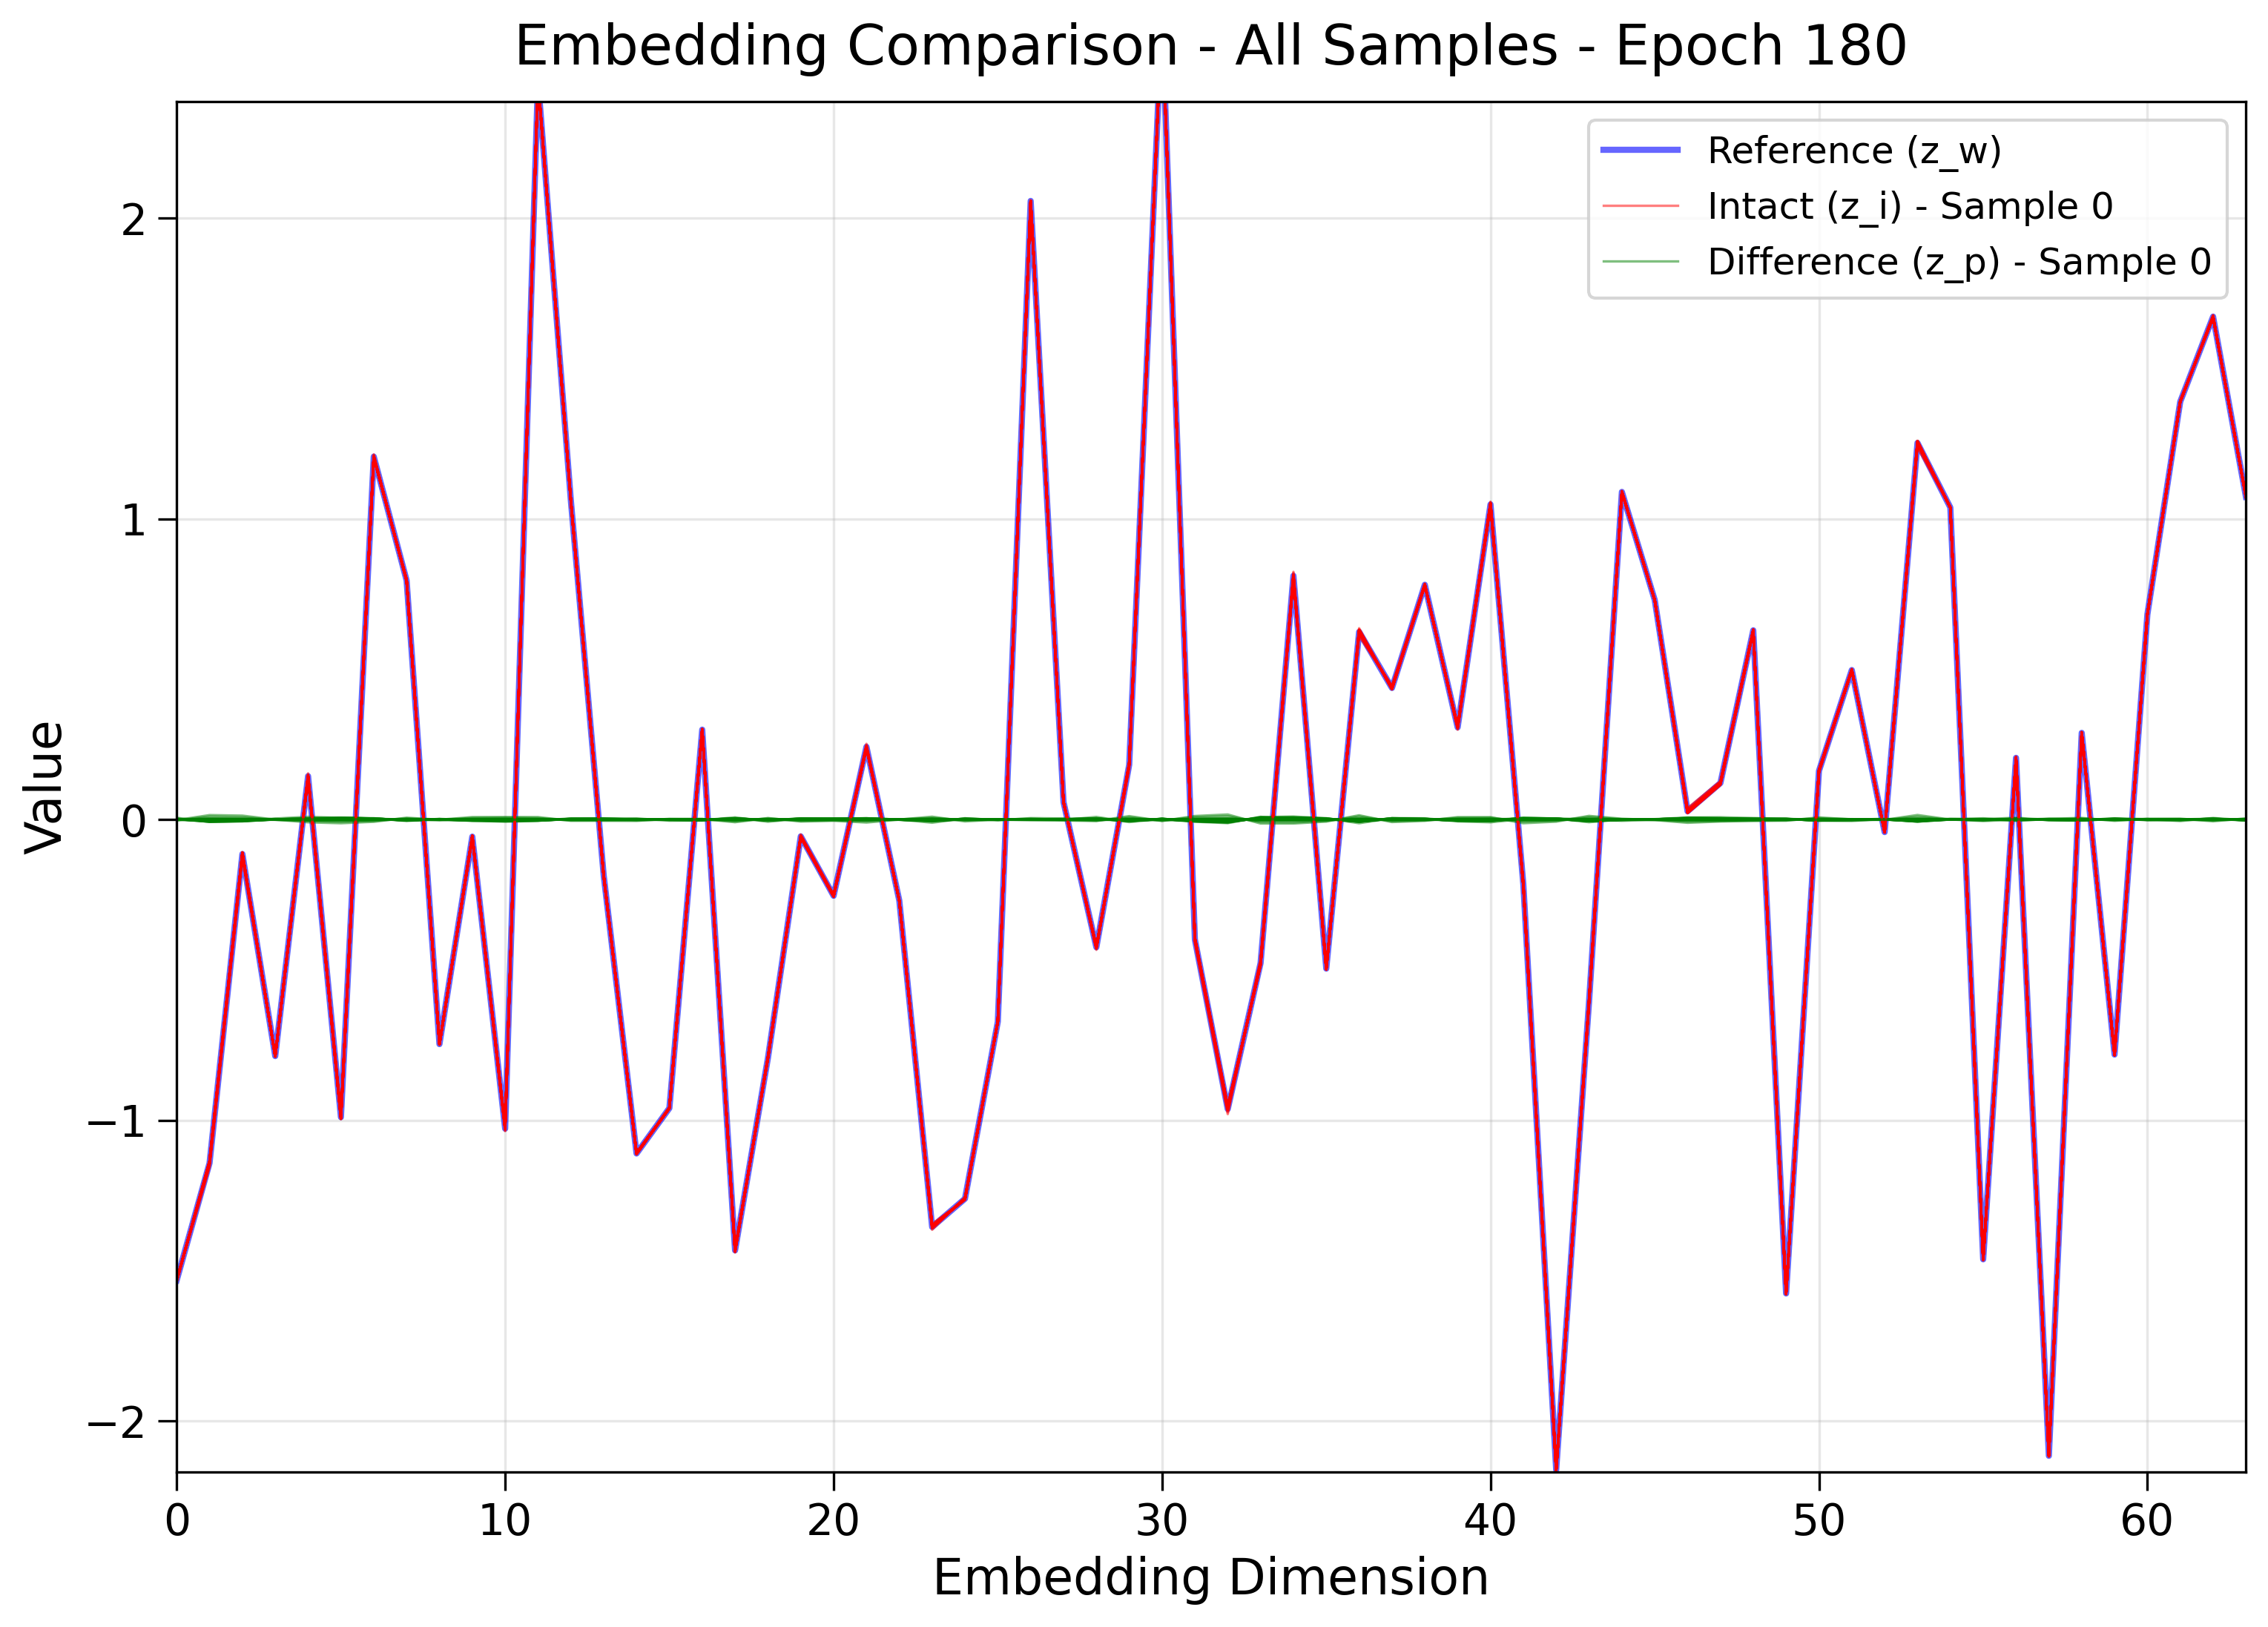 Embedding Comparison - All Samples - Epoch 180
Reference (z_w)
Intact (z_i) - Sample 0
Difference (z_p) - Sample 0
Value
2
1
0
−1
−2
0 10 20 30 40 50 60
Embedding Dimension